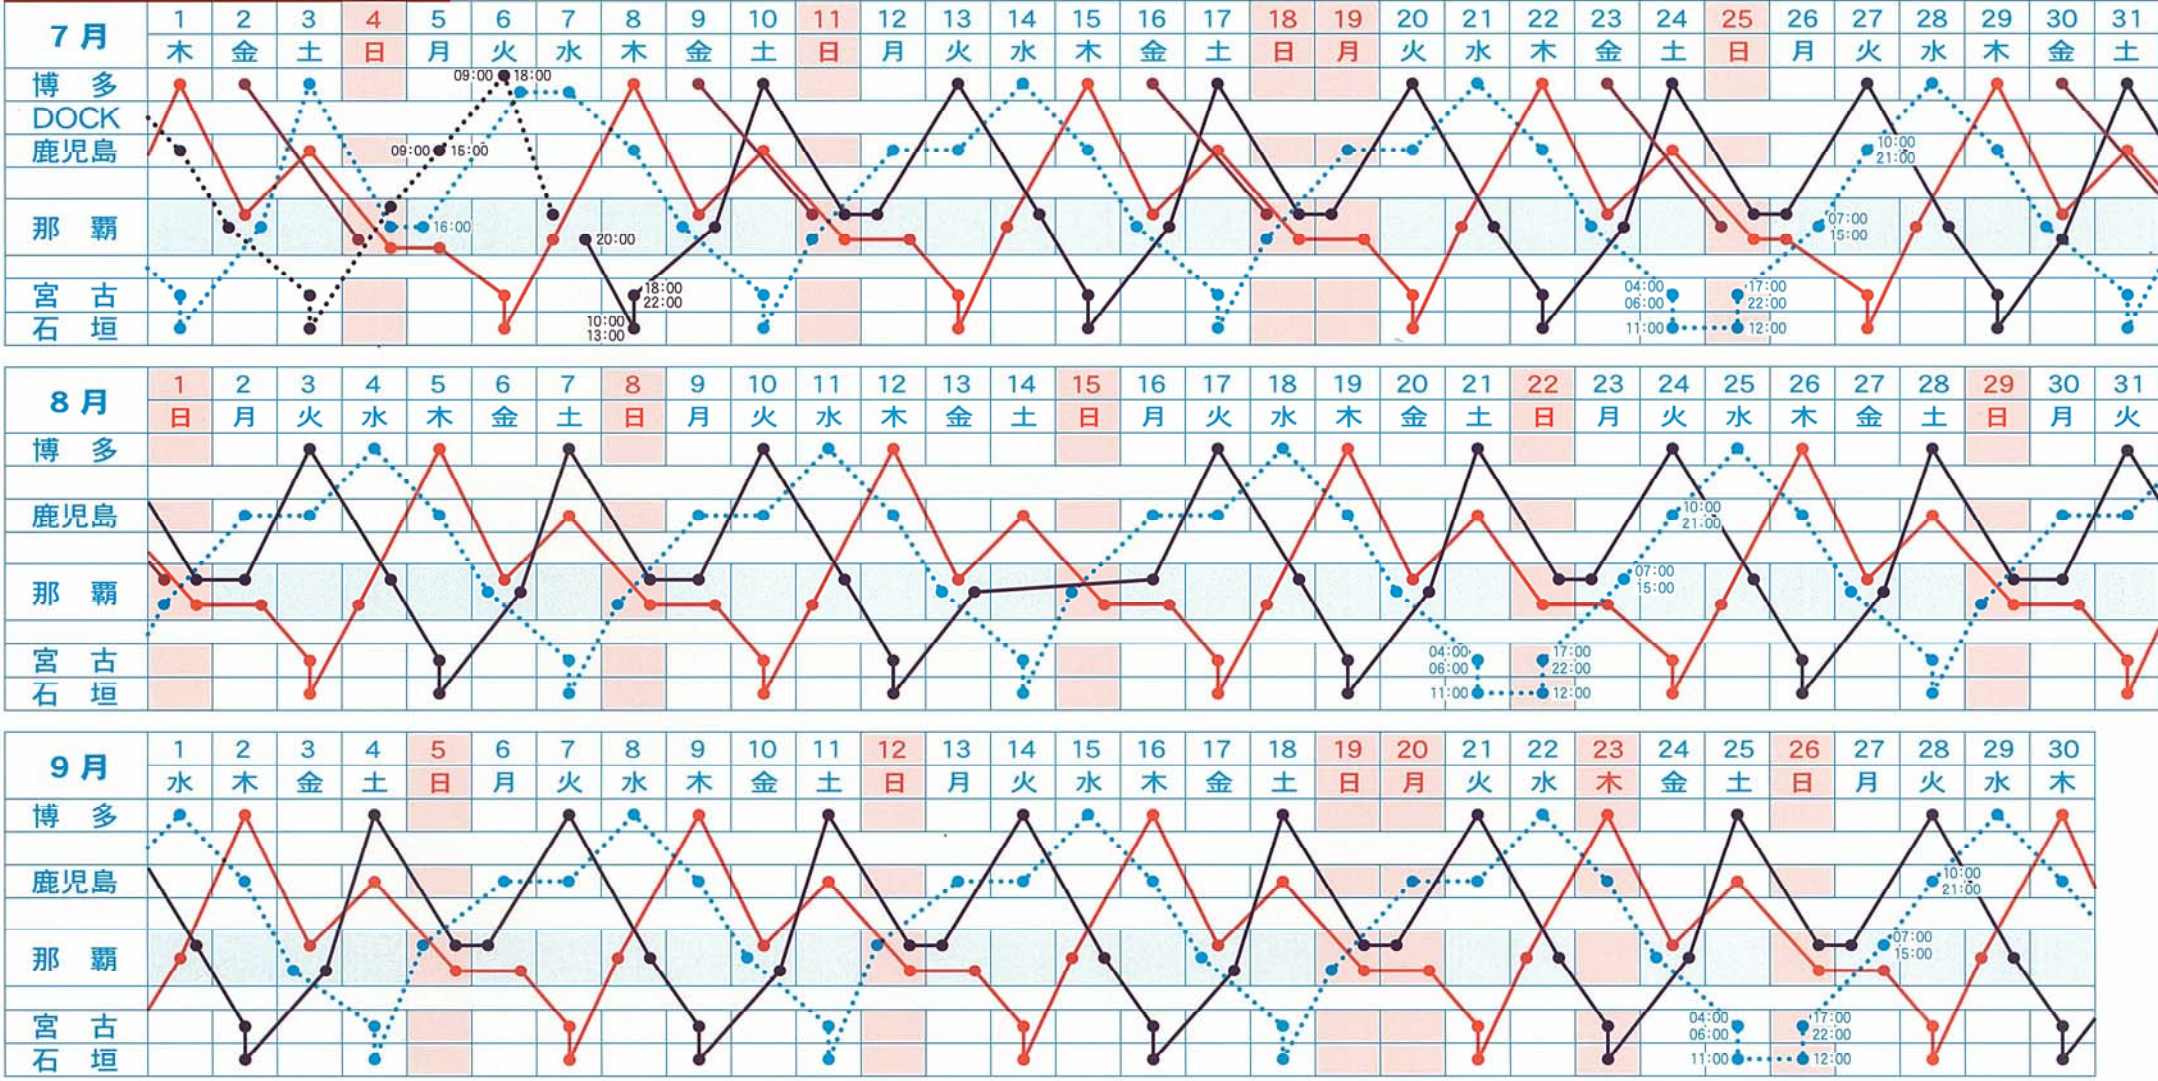 7月 1 2 3 4 5 6 7 8 9 10 11 12 13 14 15 16 17 18 19 20 21 22 23 24 25 26 27 28 29 30 31
木 金 土 日 月 火 水 木 金 土 日 月 火 水 木 金 土 日 月 火 水 木 金 土 日 月 火 水 木 金 土
博多 09:00 18:00
DOCK
鹿児島 09:00 15:00 10:00
21:00
那覇 16:00 20:00 07:00
15:00
宮古 18:00 04:00 17:00
22:00 06:00 22:00
石垣 10:00 11:00 12:00
13:00
8月 1 2 3 4 5 6 7 8 9 10 11 12 13 14 15 16 17 18 19 20 21 22 23 24 25 26 27 28 29 30 31
日 月 火 水 木 金 土 日 月 火 水 木 金 土 日 月 火 水 木 金 土 日 月 火 水 木 金 土 日 月 火
博多
鹿児島 10:00
21:00
那覇 07:00
15:00
宮古 04:00 17:00
06:00 22:00
石垣 11:00 12:00
9月 1 2 3 4 5 6 7 8 9 10 11 12 13 14 15 16 17 18 19 20 21 22 23 24 25 26 27 28 29 30
水 木 金 土 日 月 火 水 木 金 土 日 月 火 水 木 金 土 日 月 火 水 木 金 土 日 月 火 水 木
博多
鹿児島 10:00
21:00
那覇 07:00
15:00
宮古 04:00 17:00
06:00 22:00
石垣 11:00 12:00